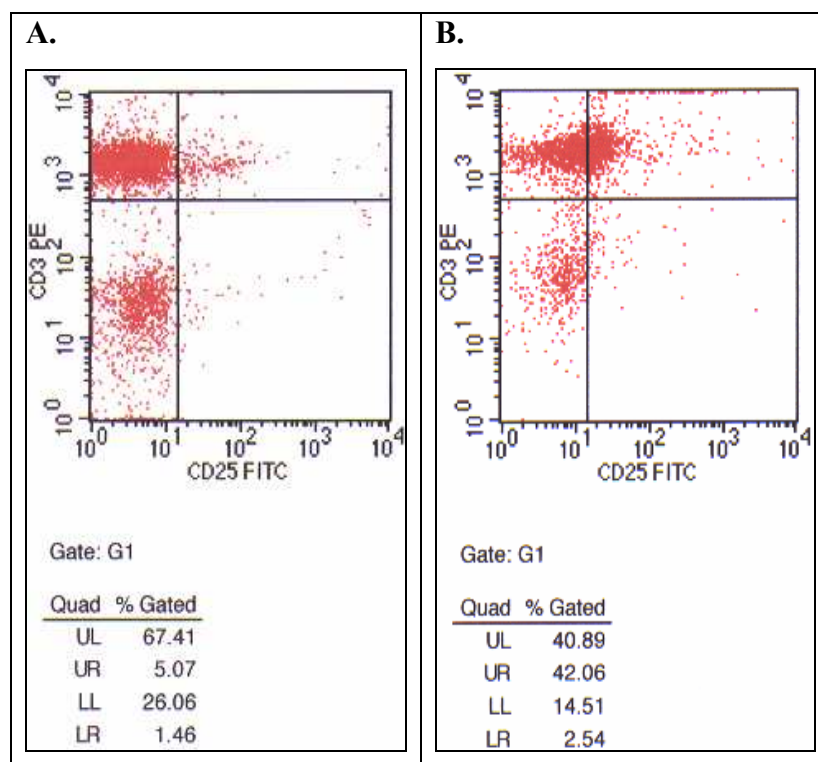 A.
10^4
10^3
10^2
10^1
10^0
CD3 PE
10^0 10^1 10^2 10^3 10^4
CD25 FITC
Gate: G1
Quad % Gated
UL 67.41
UR 5.07
LL 26.06
LR 1.46
B.
10^4
10^3
10^2
10^1
10^0
CD3 PE
10^0 10^1 10^2 10^3 10^4
CD25 FITC
Gate: G1
Quad % Gated
UL 40.89
UR 42.06
LL 14.51
LR 2.54